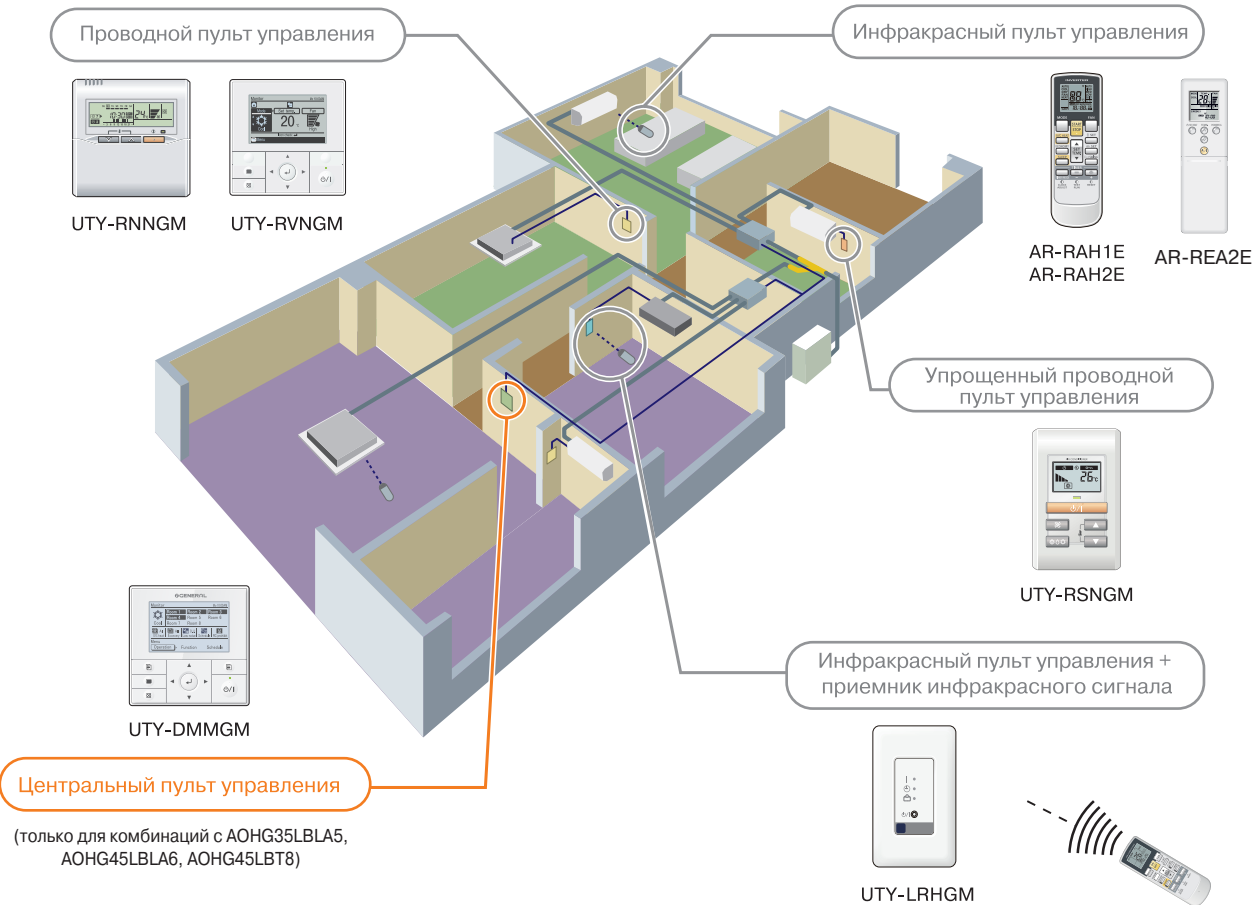 Проводной пульт управления
Инфракрасный пульт управления
UTY-RNNGM
UTY-RVNGM
AR-RAH1E
AR-RAH2E
AR-REA2E
Упрощенный проводной
пульт управления
UTY-RSNGM
GENERAL
UTY-DMMGM
Инфракрасный пульт управления +
приемник инфракрасного сигнала
Центральный пульт управления
(только для комбинаций с AOHG35LBLA5,
AOHG45LBLA6, AOHG45LBT8)
UTY-LRHGM